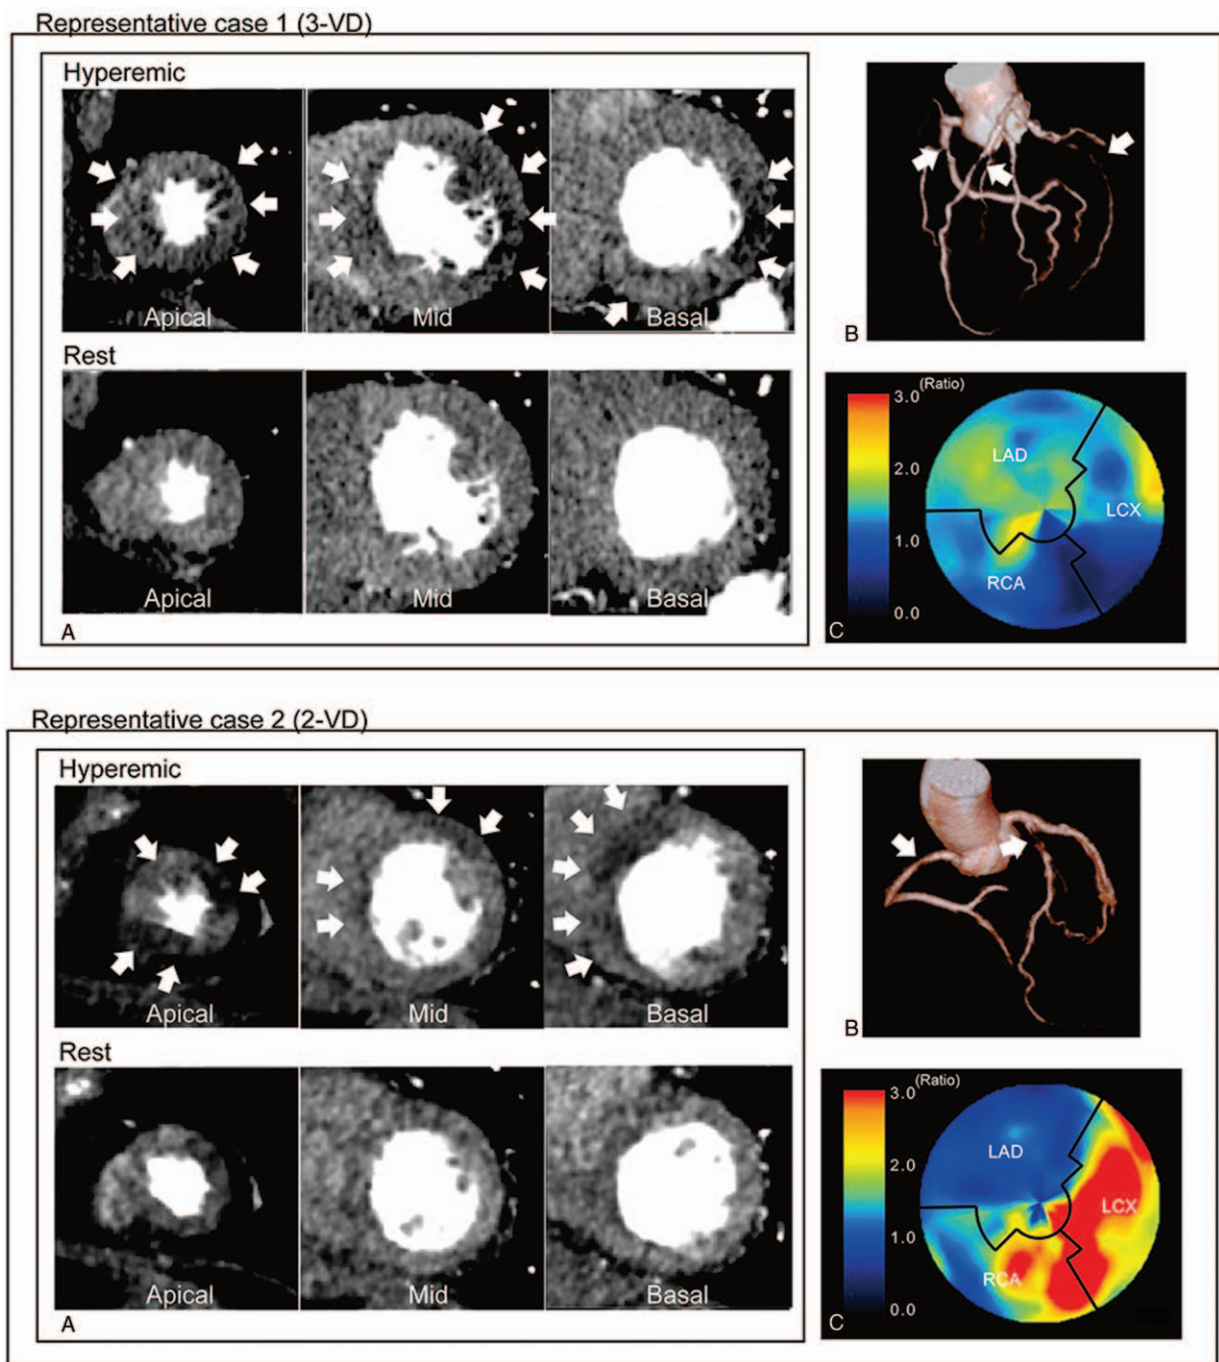 Representative case 1 (3-VD)
Hyperemic
Apical
Mid
Basal
Rest
Apical
Mid
Basal
A
B
(Ratio)
3.0
2.0
1.0
0.0
LAD
LCX
RCA
C
Representative case 2 (2-VD)
Hyperemic
Apical
Mid
Basal
Rest
Apical
Mid
Basal
A
B
(Ratio)
3.0
2.0
1.0
0.0
LAD
LCX
RCA
C